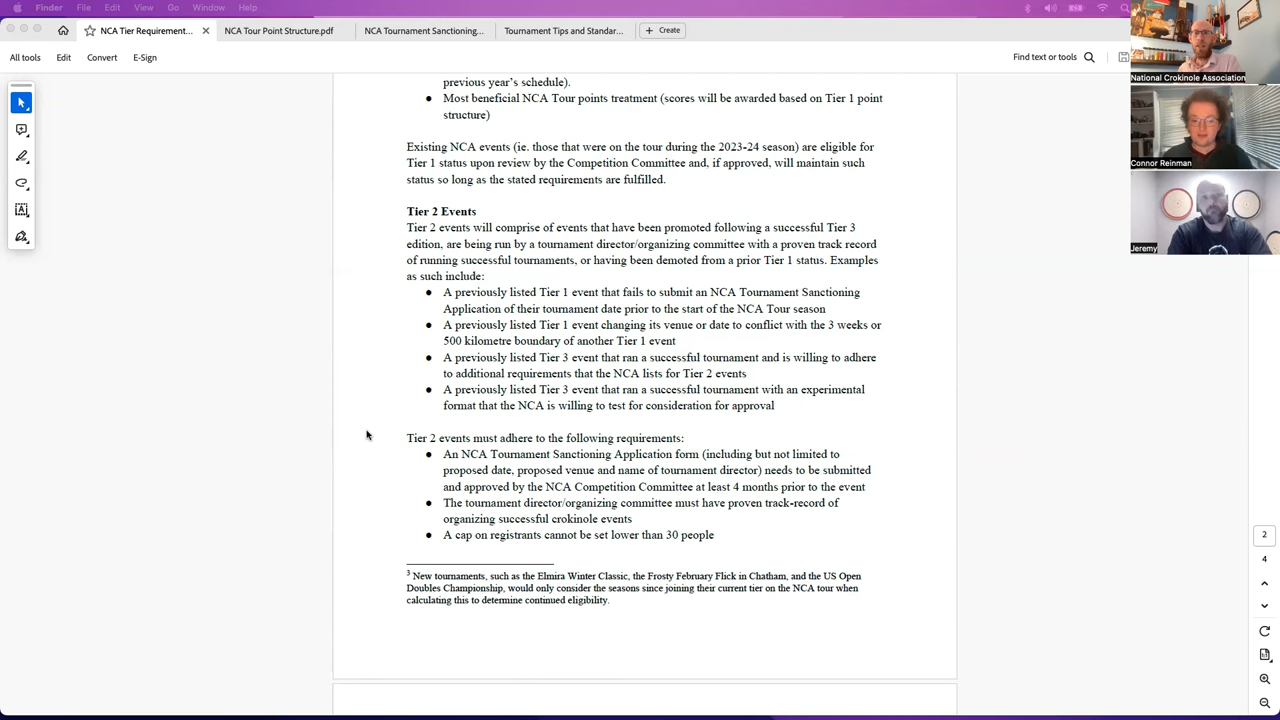 Finder File Edit View Go Window Help
NCA Tier Requirement...
NCA Tour Point Structure.pdf
NCA Tournament Sanctioning...
Tournament Tips and Standar...
+ Create
All tools Edit Convert E-Sign
Find text or tools
previous year's schedule).
● Most beneficial NCA Tour points treatment (scores will be awarded based on Tier 1 point
structure)
Existing NCA events (ie. those that were on the tour during the 2023-24 season) are eligible for
Tier 1 status upon review by the Competition Committee and, if approved, will maintain such
status so long as the stated requirements are fulfilled.
Tier 2 Events
Tier 2 events will comprise of events that have been promoted following a successful Tier 3
edition, are being run by a tournament director/organizing committee with a proven track record
of running successful tournaments, or having been demoted from a prior Tier 1 status. Examples
as such include:
● A previously listed Tier 1 event that fails to submit an NCA Tournament Sanctioning
Application of their tournament date prior to the start of the NCA Tour season
● A previously listed Tier 1 event changing its venue or date to conflict with the 3 weeks or
500 kilometre boundary of another Tier 1 event
● A previously listed Tier 3 event that ran a successful tournament and is willing to adhere
to additional requirements that the NCA lists for Tier 2 events
● A previously listed Tier 3 event that ran a successful tournament with an experimental
format that the NCA is willing to test for consideration for approval
Tier 2 events must adhere to the following requirements:
● An NCA Tournament Sanctioning Application form (including but not limited to
proposed date, proposed venue and name of tournament director) needs to be submitted
and approved by the NCA Competition Committee at least 4 months prior to the event
● The tournament director/organizing committee must have proven track-record of
organizing successful crokinole events
● A cap on registrants cannot be set lower than 30 people
3 New tournaments, such as the Elmira Winter Classic, the Frosty February Flick in Chatham, and the US Open
Doubles Championship, would only consider the seasons since joining their current tier on the NCA tour when
calculating this to determine continued eligibility.
2
4
National Crokinole Association
Connor Reinman
Jeremy